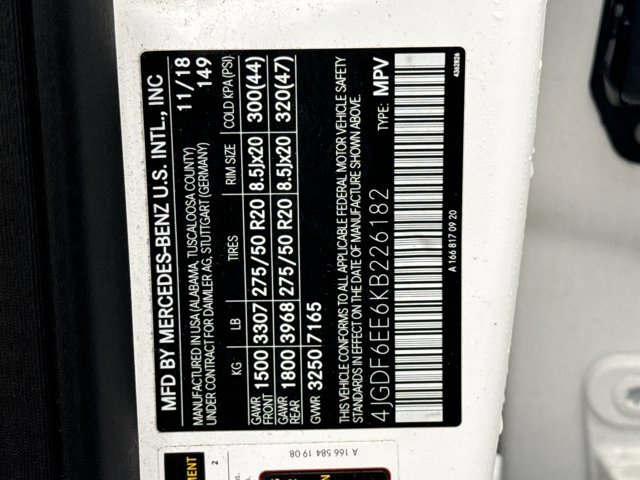 MFD BY MERCEDES-BENZ U.S. INTL., INC
MANUFACTURED IN USA (ALABAMA, TUSCALOOSA COUNTY) 11/18
UNDER CONTRACT FOR DAIMLER AG, STUTTGART (GERMANY) 149
KG LB TIRES RIM SIZE COLD KPA (PSI)
GAWR FRONT 1500 3307 275/50 R20 8.5Jx20 300(44)
GAWR REAR 1800 3968 275/50 R20 8.5Jx20 320(47)
GVWR 3250 7165
THIS VEHICLE CONFORMS TO ALL APPLICABLE FEDERAL MOTOR VEHICLE SAFETY
STANDARDS IN EFFECT ON THE DATE OF MANUFACTURE SHOWN ABOVE.
4JGDF6EE6KB226182 TYPE: MPV
A 166 817 09 20 4362826
A 166 584 19 08
2